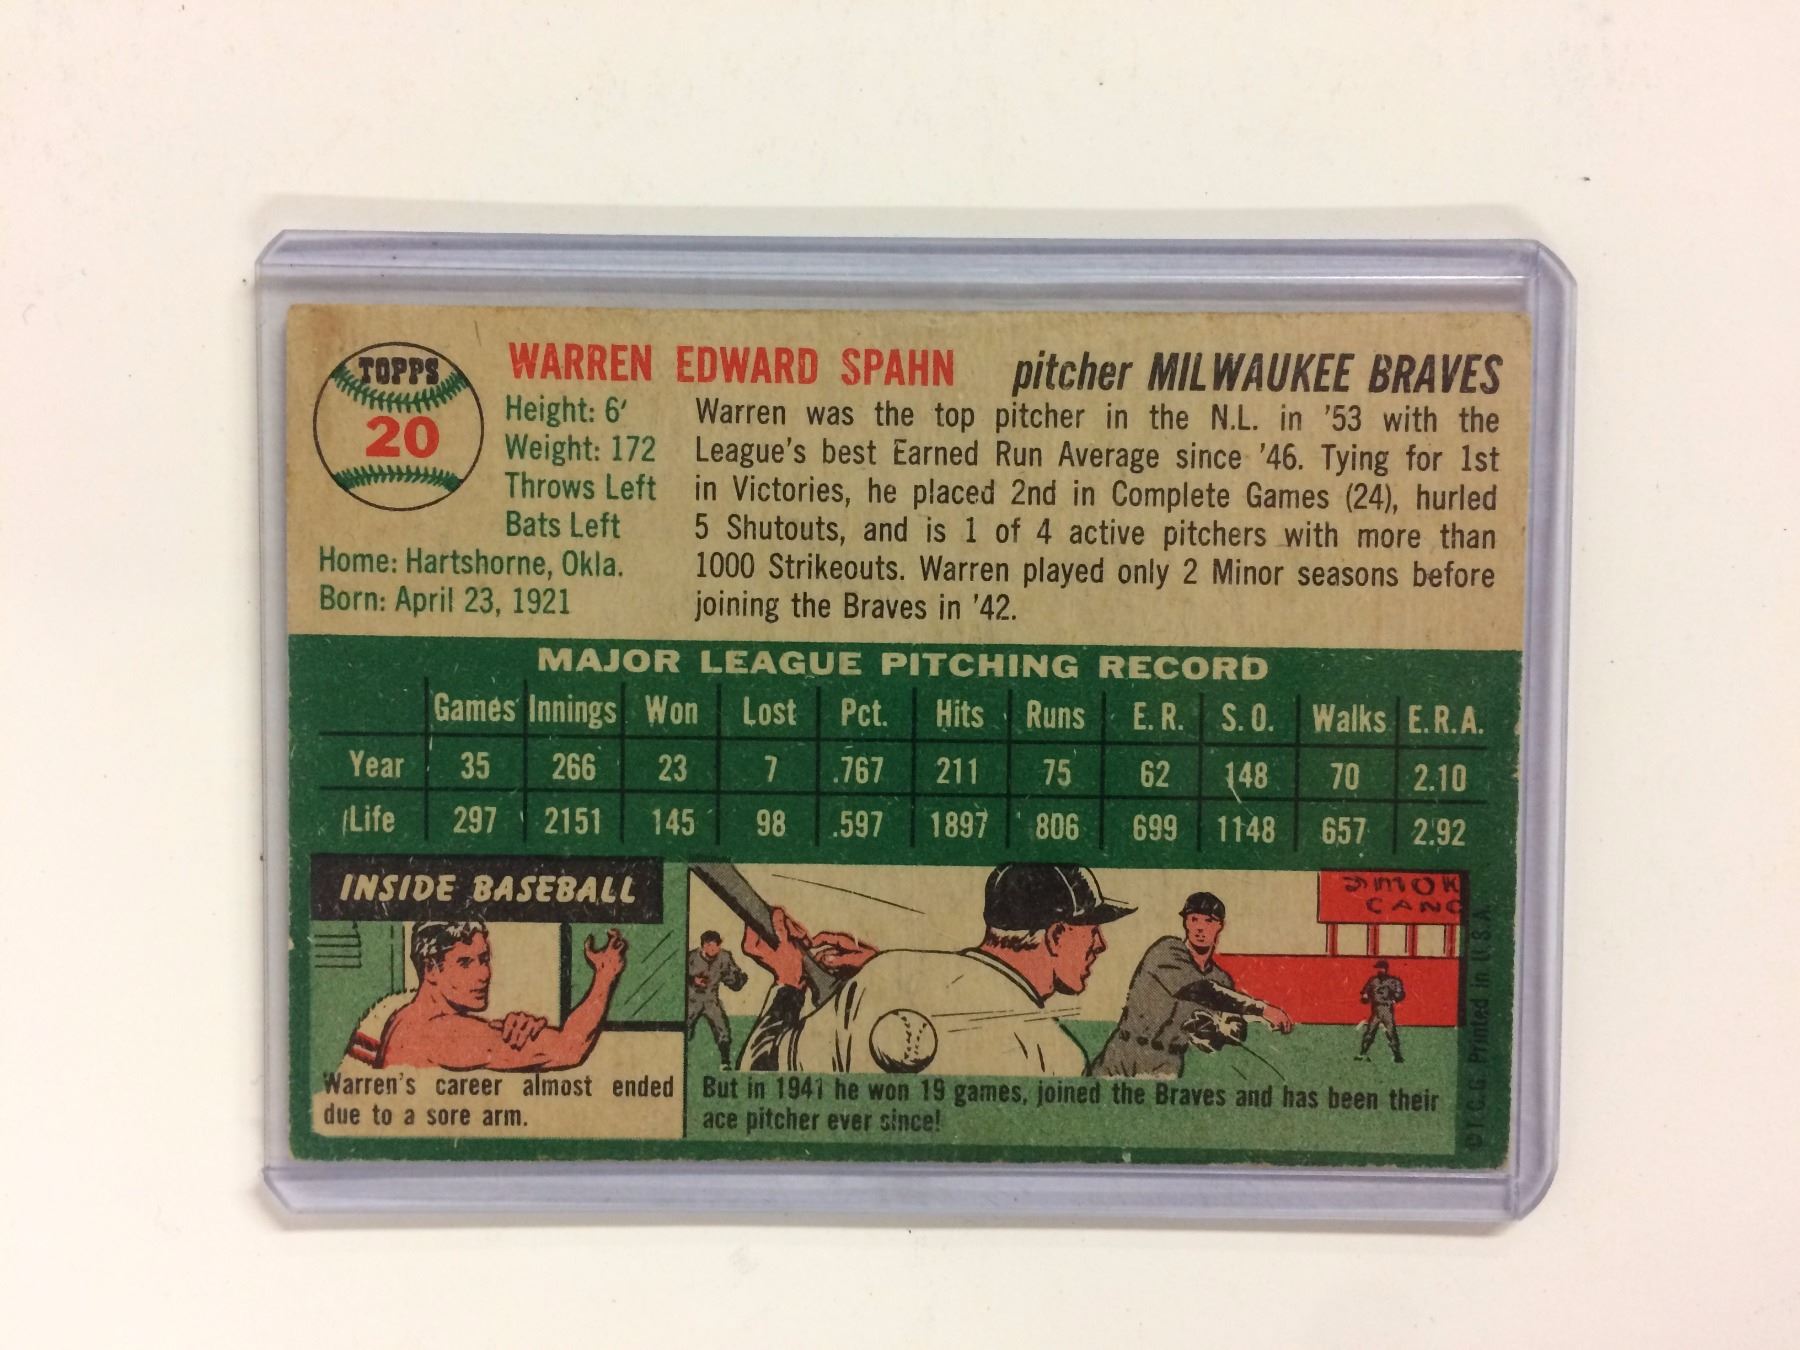 TOPPS
20
WARREN EDWARD SPAHN pitcher MILWAUKEE BRAVES
Height: 6'
Weight: 172
Throws Left
Bats Left
Home: Hartshorne, Okla.
Born: April 23, 1921
Warren was the top pitcher in the N.L. in '53 with the
League's best Earned Run Average since '46. Tying for 1st
in Victories, he placed 2nd in Complete Games (24), hurled
5 Shutouts, and is 1 of 4 active pitchers with more than
1000 Strikeouts. Warren played only 2 Minor seasons before
joining the Braves in '42.
MAJOR LEAGUE PITCHING RECORD
Games Innings Won Lost Pct. Hits Runs E.R. S.O. Walks E.R.A.
Year 35 266 23 7 .767 211 75 62 148 70 2.10
Life 297 2151 145 98 .597 1897 806 699 1148 657 2.92
INSIDE BASEBALL
Warren's career almost ended
due to a sore arm.
SMOK
CANC
But in 1941 he won 19 games, joined the Braves and has been their
ace pitcher ever since!
©T.C.G. Printed in U.S.A.